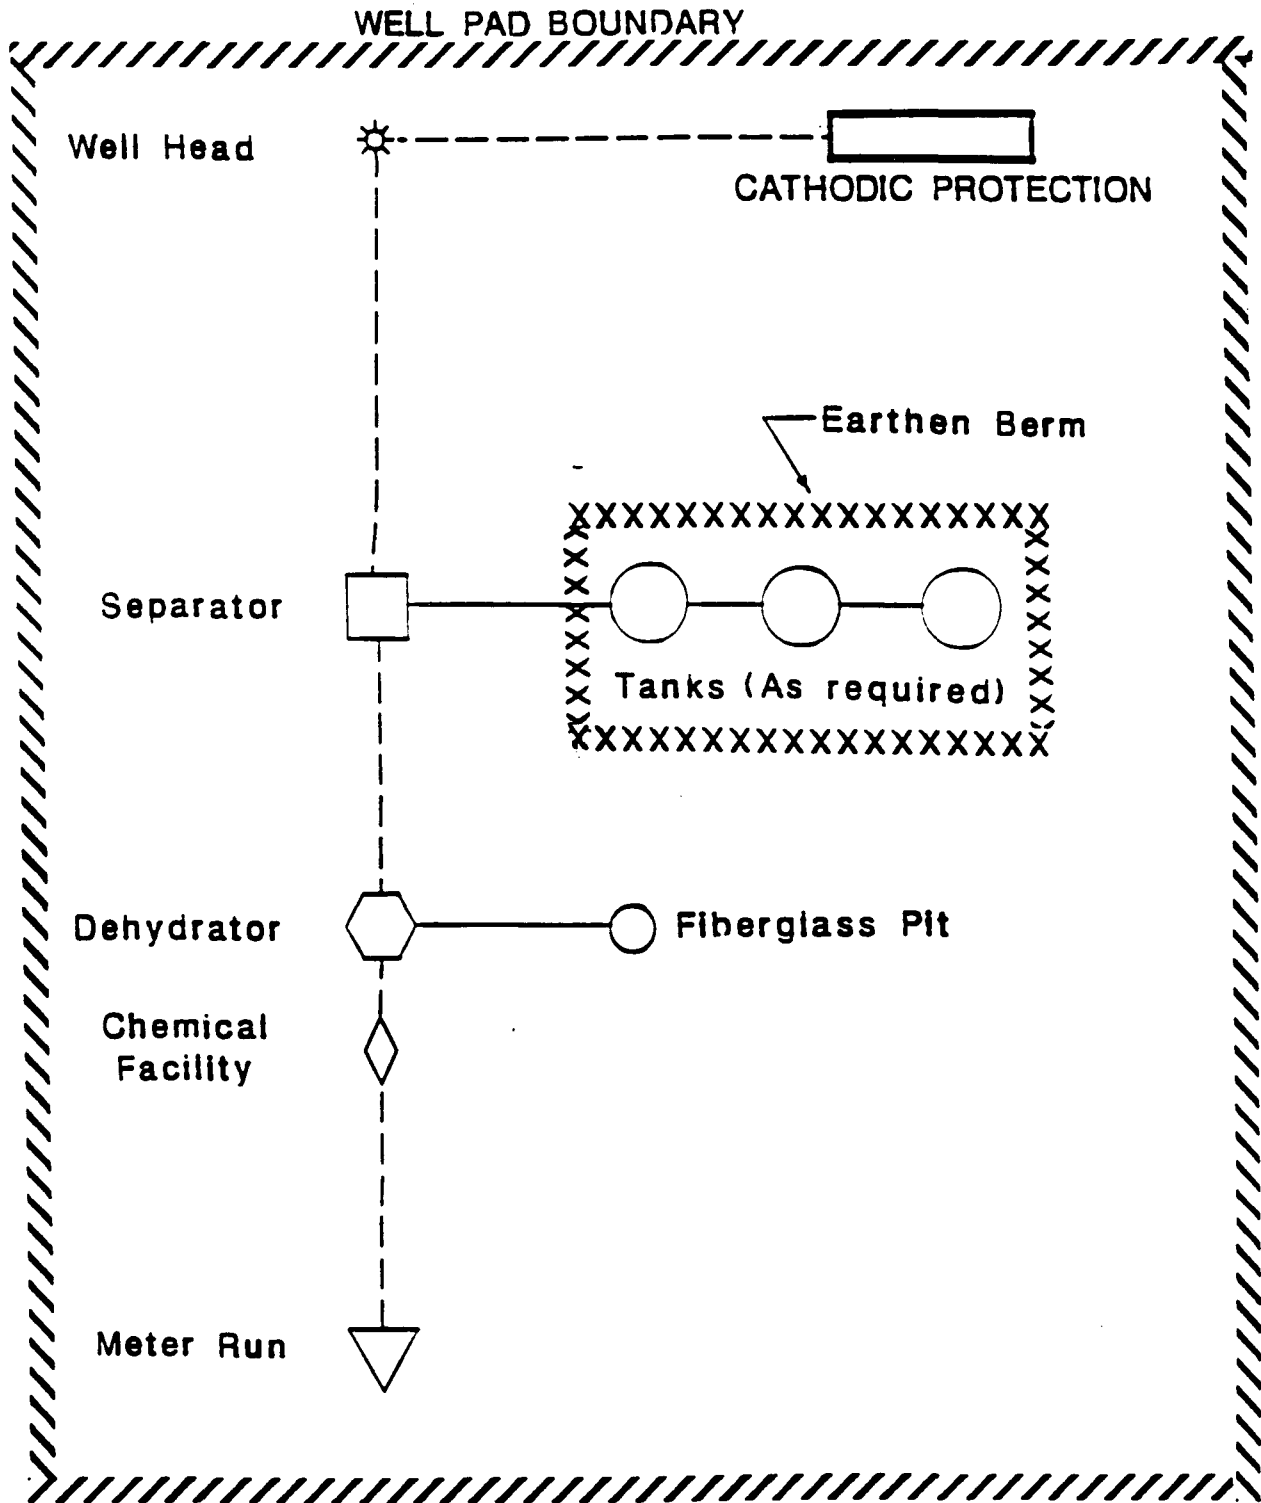 WELL PAD BOUNDARY
Well Head
CATHODIC PROTECTION
Earthen Berm
Separator
Tanks (As required)
Dehydrator
Fiberglass Pit
Chemical
Facility
Meter Run